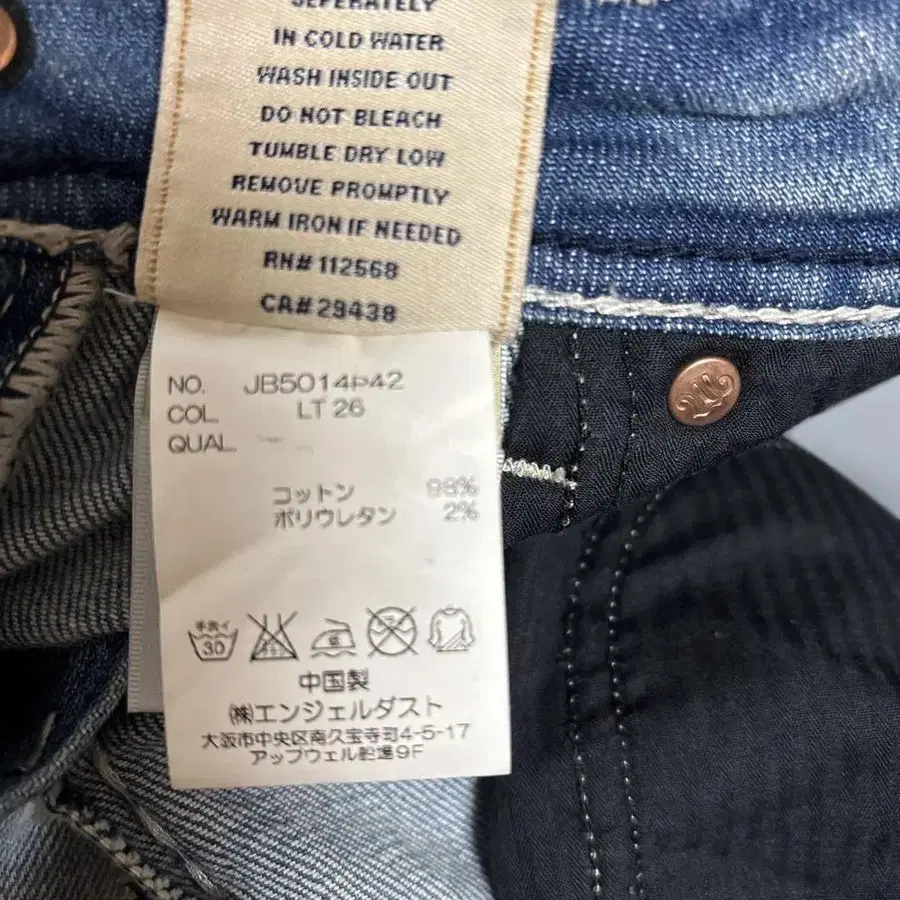 SEPERATELY
IN COLD WATER
WASH INSIDE OUT
DO NOT BLEACH
TUMBLE DRY LOW
REMOVE PROMPTLY
WARM IRON IF NEEDED
RN# 112568
CA# 29438
NO. JB5014P42
COL. LT 26
QUAL.
コットン 98%
ポリウレタン 2%
手洗イ
30
中国製
㈱エンジェルダスト
大阪市中央区南久宝寺町4-5-17
アップウェル船場9F